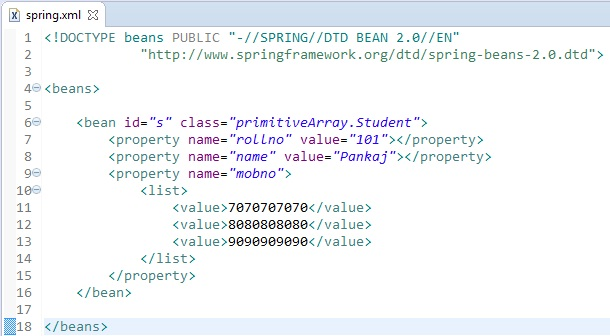 spring.xml
1 <!DOCTYPE beans PUBLIC "-//SPRING//DTD BEAN 2.0//EN"
2 "http://www.springframework.org/dtd/spring-beans-2.0.dtd">
3
4 <beans>
5
6 <bean id="s" class="primitiveArray.Student">
7 <property name="rollno" value="101"></property>
8 <property name="name" value="Pankaj"></property>
9 <property name="mobno">
10 <list>
11 <value>7070707070</value>
12 <value>8080808080</value>
13 <value>9090909090</value>
14 </list>
15 </property>
16 </bean>
17
18 </beans>